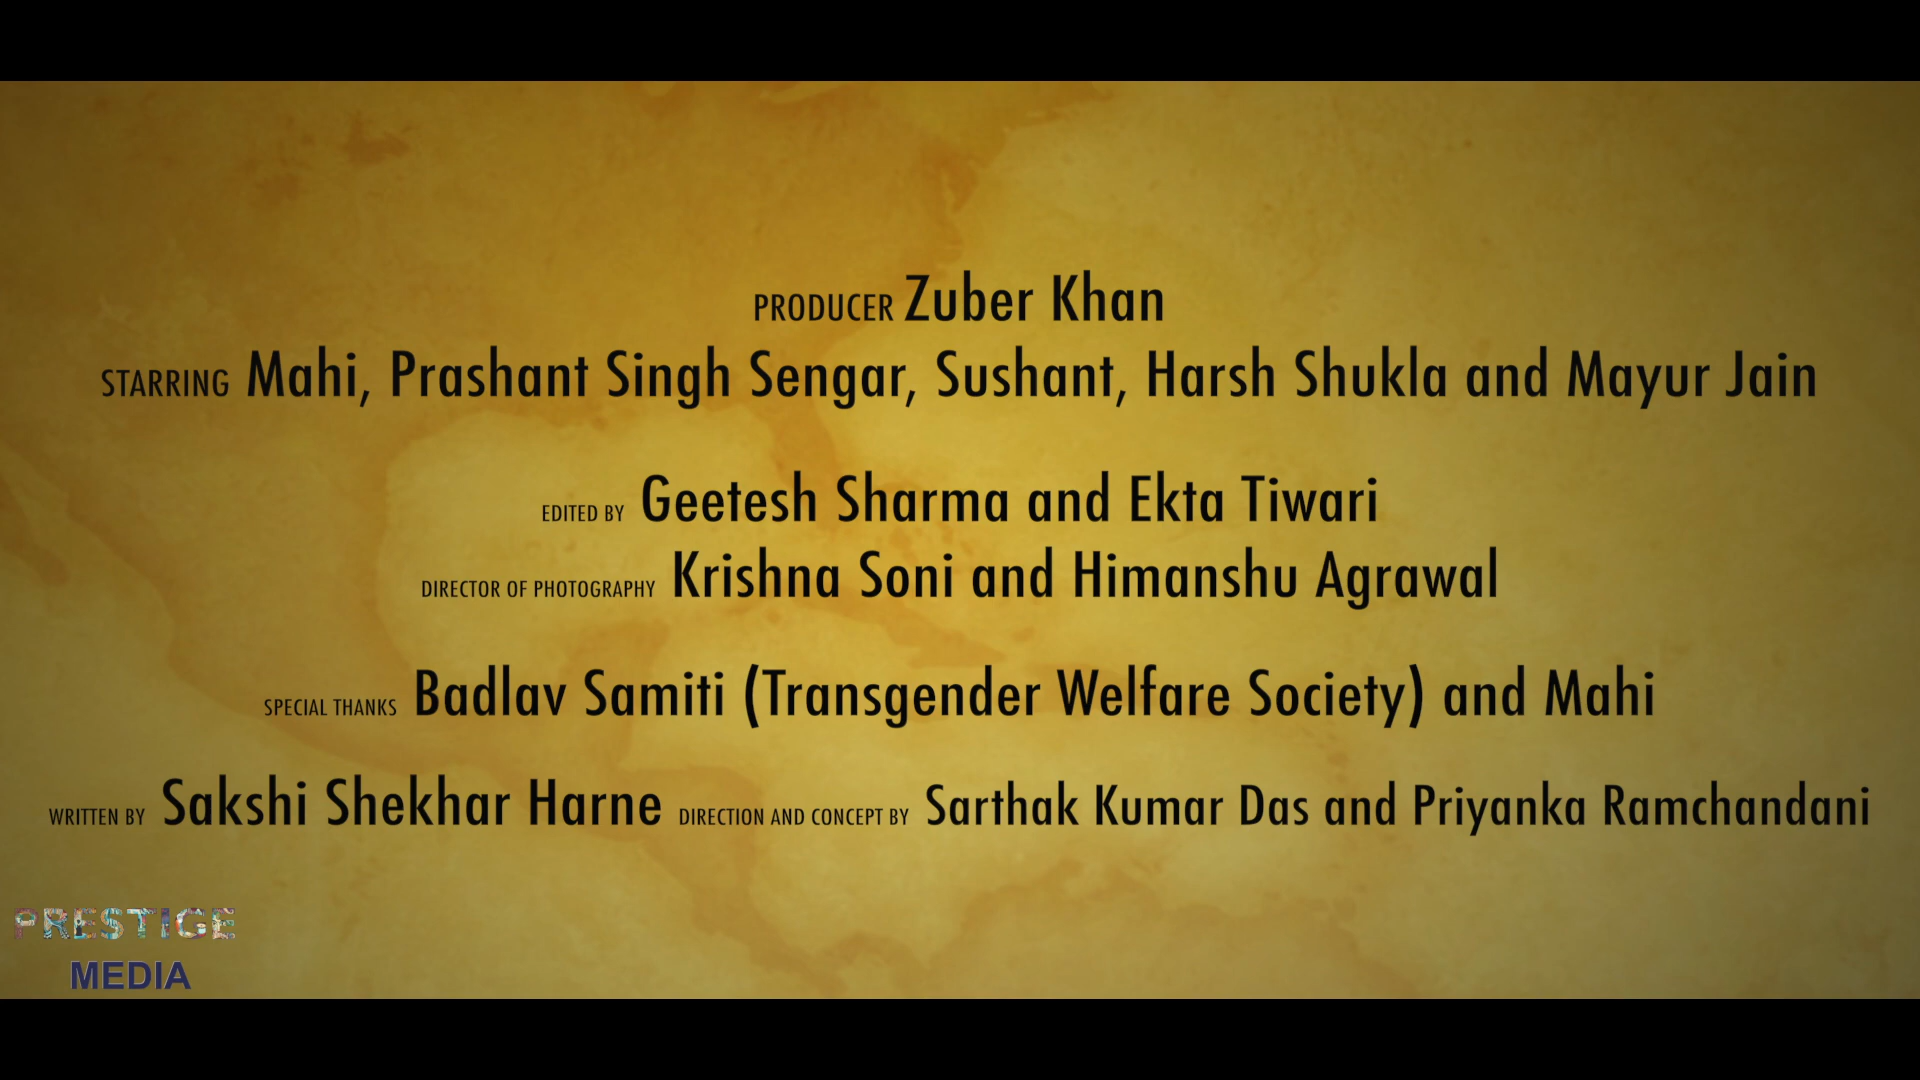 PRODUCER Zuber Khan
STARRING Mahi, Prashant Singh Sengar, Sushant, Harsh Shukla and Mayur Jain
EDITED BY Geetesh Sharma and Ekta Tiwari
DIRECTOR OF PHOTOGRAPHY Krishna Soni and Himanshu Agrawal
SPECIAL THANKS Badlav Samiti (Transgender Welfare Society) and Mahi
WRITTEN BY Sakshi Shekhar Harne DIRECTION AND CONCEPT BY Sarthak Kumar Das and Priyanka Ramchandani
PRESTIGE
MEDIA